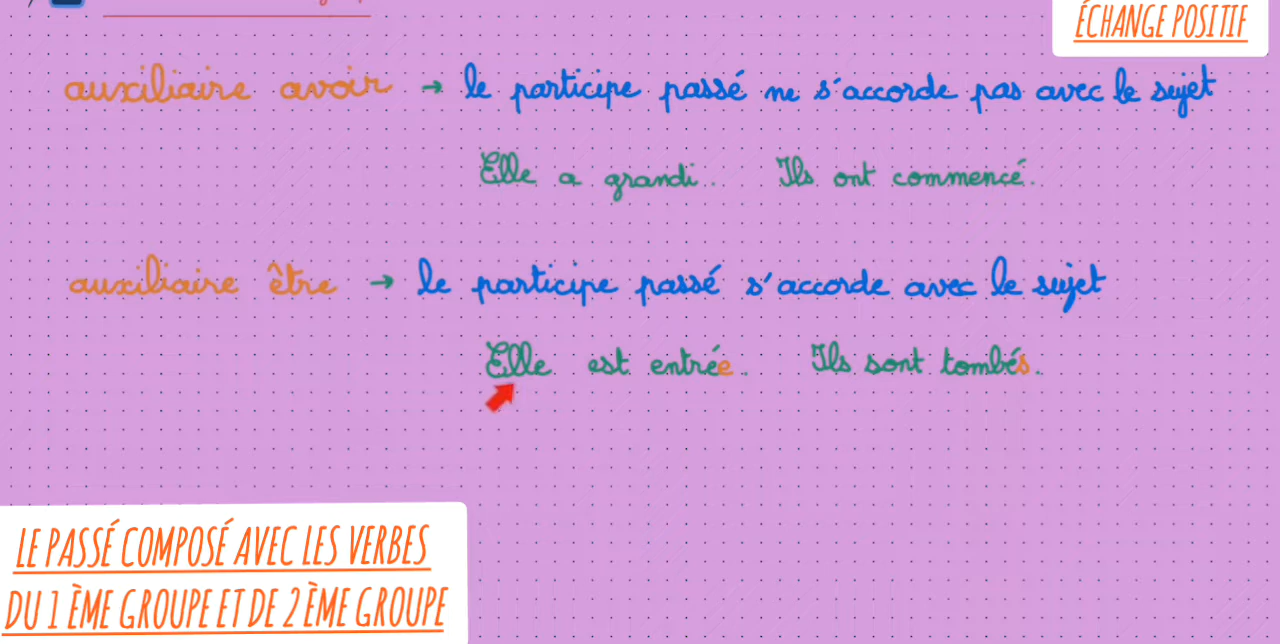 ÉCHANGE POSITIF
auxiliaire avoir → le participe passé ne s'accorde pas avec le sujet
Elle a grandi. Ils ont commencé.
auxiliaire être → le participe passé s'accorde avec le sujet
Elle est entrée. Ils sont tombés.
LE PASSÉ COMPOSÉ AVEC LES VERBES
DU 1 ÈME GROUPE ET DE 2 ÈME GROUPE